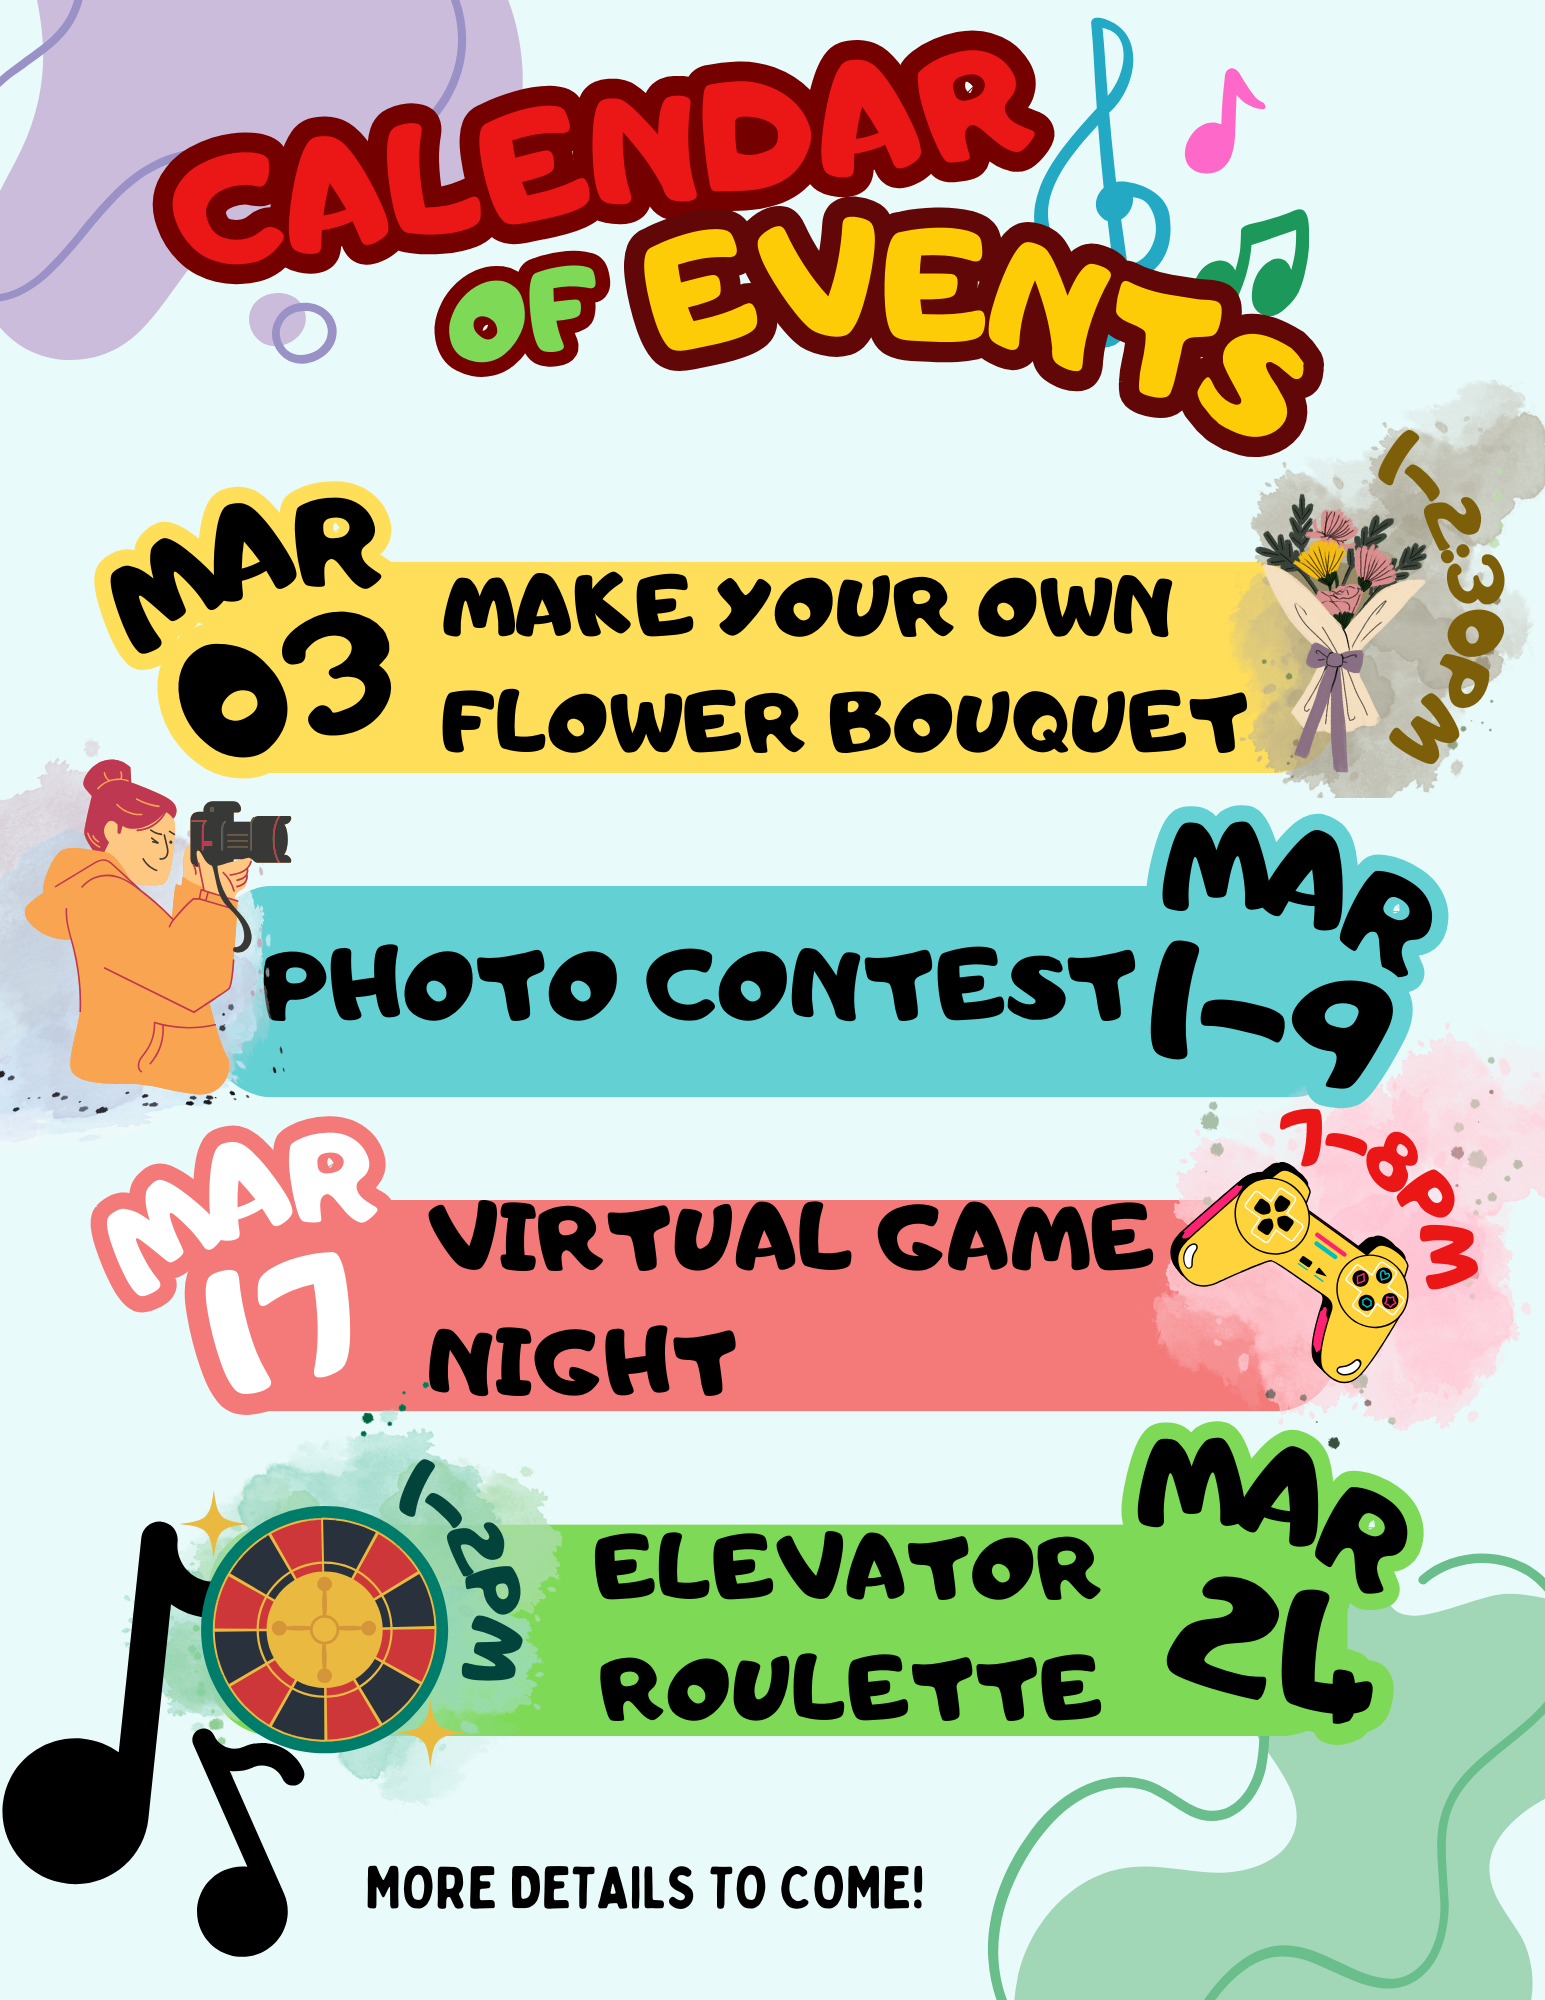 CALENDAR
OF EVENTS
MAR
03
MAKE YOUR OWN
FLOWER BOUQUET
1-2:30PM
PHOTO CONTEST
MAR
1-9
MAR
17
VIRTUAL GAME
NIGHT
7-8PM
1-2PM
ELEVATOR
ROULETTE
MAR
24
MORE DETAILS TO COME!